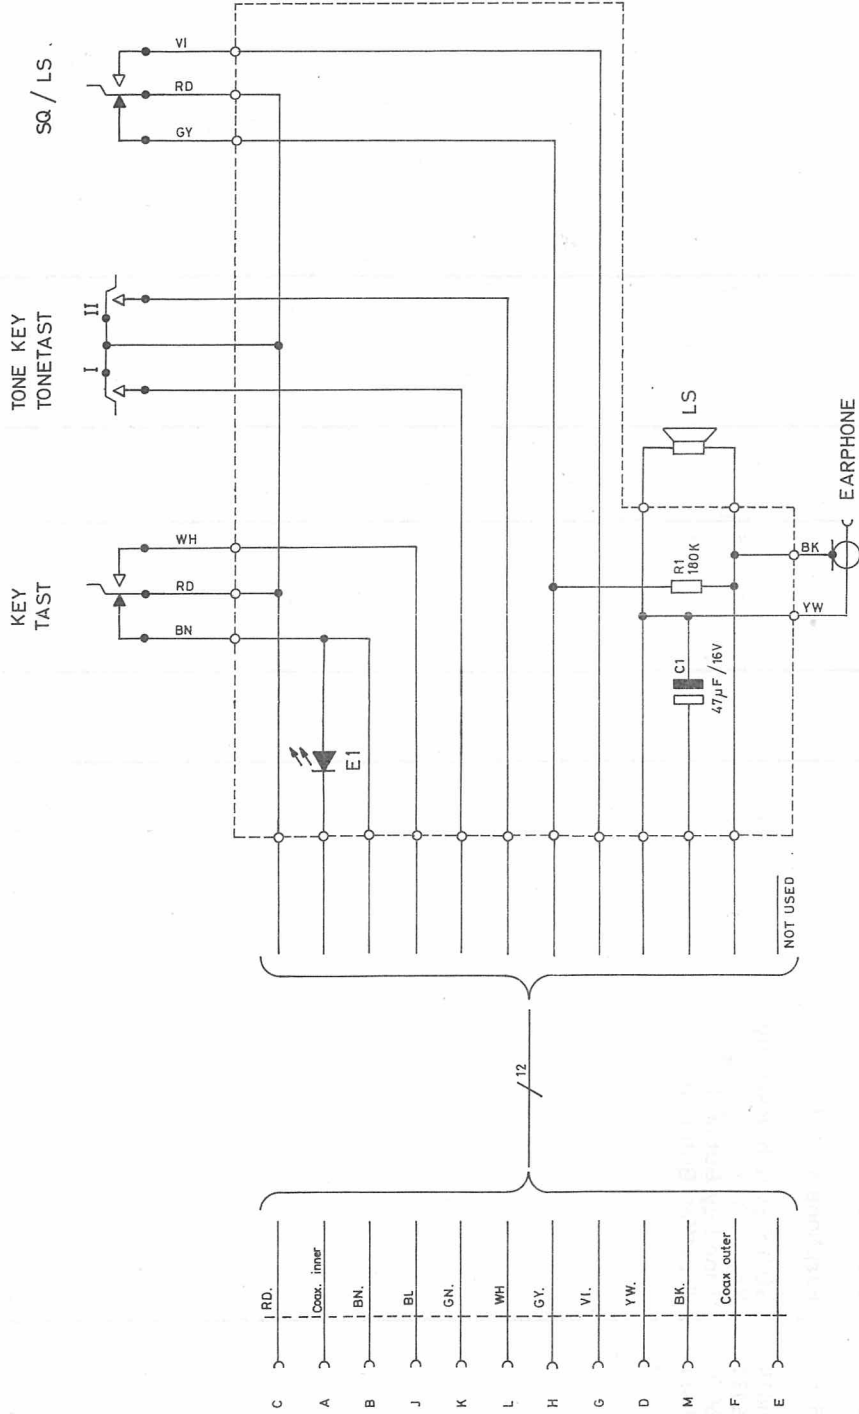 KEY
TAST
TONE KEY
TONETAST
SQ / LS .
I
II
BN
RD
WH
GY
RD
VI
E1
C1
47µF/16V
R1
180K
LS
YW
BK
EARPHONE
NOT USED
12
C RD.
A Coax. inner
B BN.
J BL
K GN.
L WH
H GY.
G VI.
D YW.
M BK.
F Coax outer
E